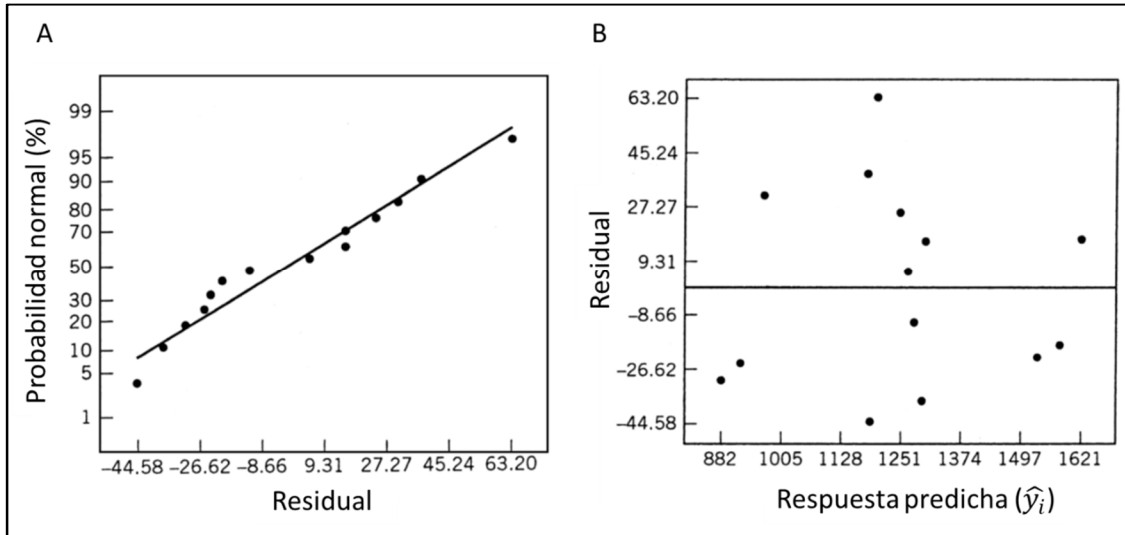 A
Probabilidad normal (%)
99
95
90
80
70
50
30
20
10
5
1
−44.58 −26.62 −8.66 9.31 27.27 45.24 63.20
Residual
B
Residual
63.20
45.24
27.27
9.31
−8.66
−26.62
−44.58
882 1005 1128 1251 1374 1497 1621
Respuesta predicha (ŷᵢ)